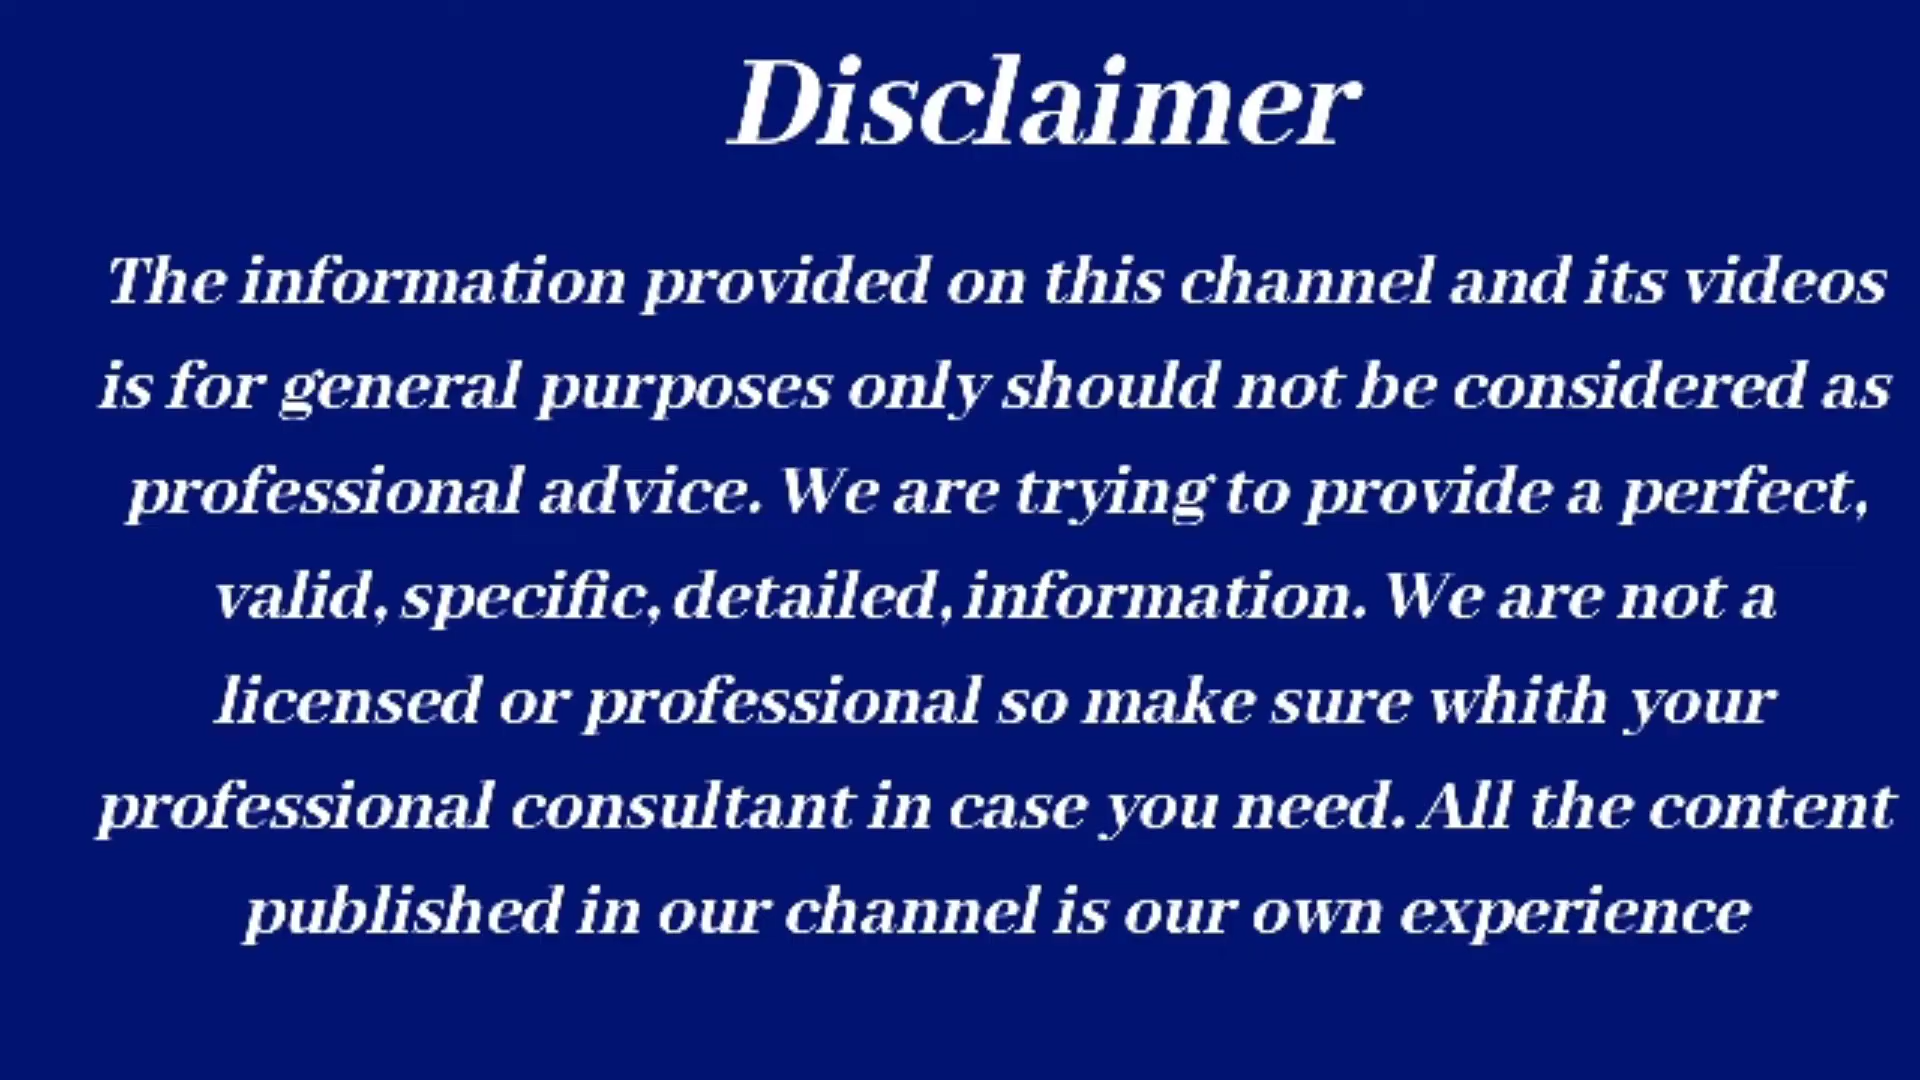 Disclaimer
The information provided on this channel and its videos
is for general purposes only should not be considered as
professional advice. We are trying to provide a perfect,
valid, specific, detailed, information. We are not a
licensed or professional so make sure whith your
professional consultant in case you need. All the content
published in our channel is our own experience